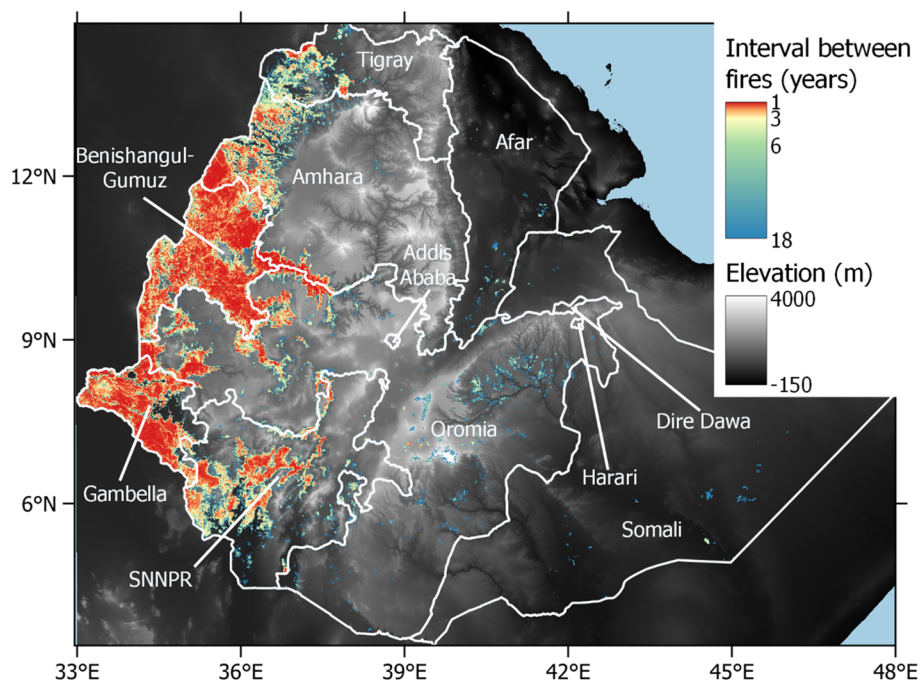 Interval between
fires (years)
1
3
6
18
Elevation (m)
4000
-150
Tigray
Afar
Benishangul-
Gumuz
Amhara
Addis
Ababa
Oromia
Dire Dawa
Harari
Gambella
Somali
SNNPR
12°N
9°N
6°N
33°E
36°E
39°E
42°E
45°E
48°E